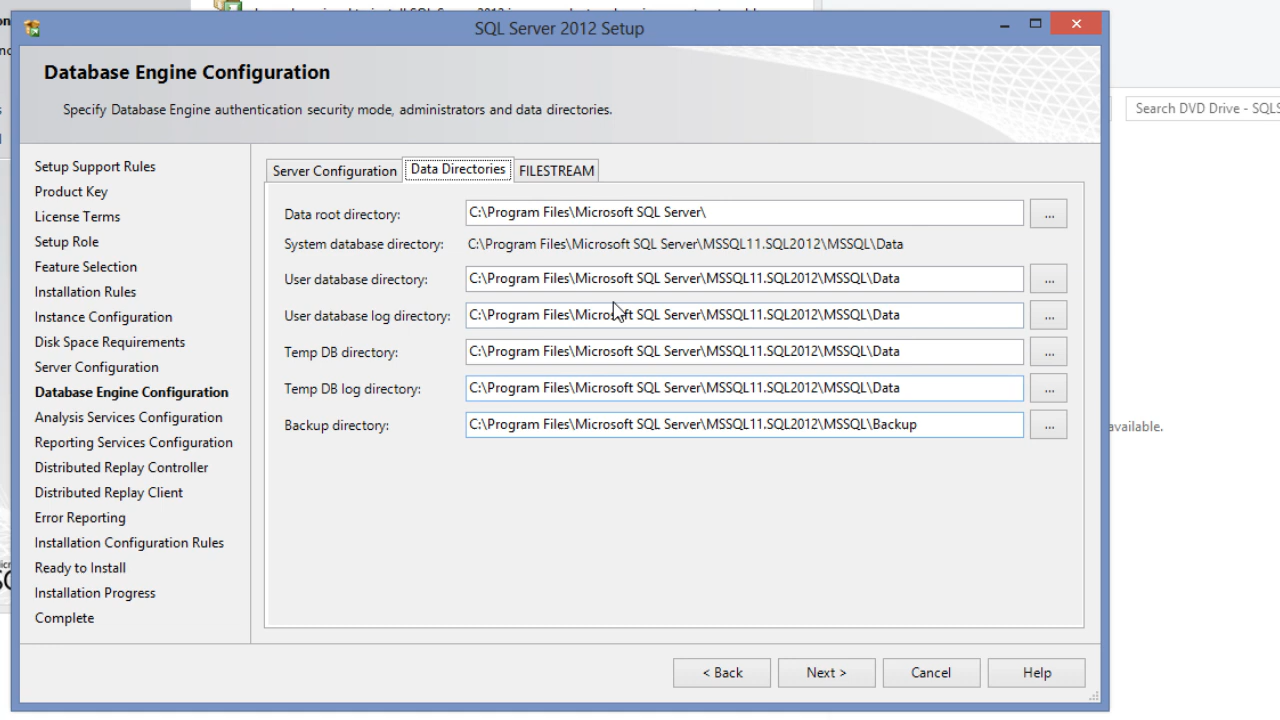 SQL Server 2012 Setup
Database Engine Configuration
Specify Database Engine authentication security mode, administrators and data directories.
Search DVD Drive - SQLS
Setup Support Rules
Product Key
License Terms
Setup Role
Feature Selection
Installation Rules
Instance Configuration
Disk Space Requirements
Server Configuration
Database Engine Configuration
Analysis Services Configuration
Reporting Services Configuration
Distributed Replay Controller
Distributed Replay Client
Error Reporting
Installation Configuration Rules
Ready to Install
Installation Progress
Complete
Server Configuration Data Directories FILESTREAM
Data root directory: C:\Program Files\Microsoft SQL Server\ ...
System database directory: C:\Program Files\Microsoft SQL Server\MSSQL11.SQL2012\MSSQL\Data
User database directory: C:\Program Files\Microsoft SQL Server\MSSQL11.SQL2012\MSSQL\Data ...
User database log directory: C:\Program Files\Microsoft SQL Server\MSSQL11.SQL2012\MSSQL\Data ...
Temp DB directory: C:\Program Files\Microsoft SQL Server\MSSQL11.SQL2012\MSSQL\Data ...
Temp DB log directory: C:\Program Files\Microsoft SQL Server\MSSQL11.SQL2012\MSSQL\Data ...
Backup directory: C:\Program Files\Microsoft SQL Server\MSSQL11.SQL2012\MSSQL\Backup ...
available.
< Back Next > Cancel Help